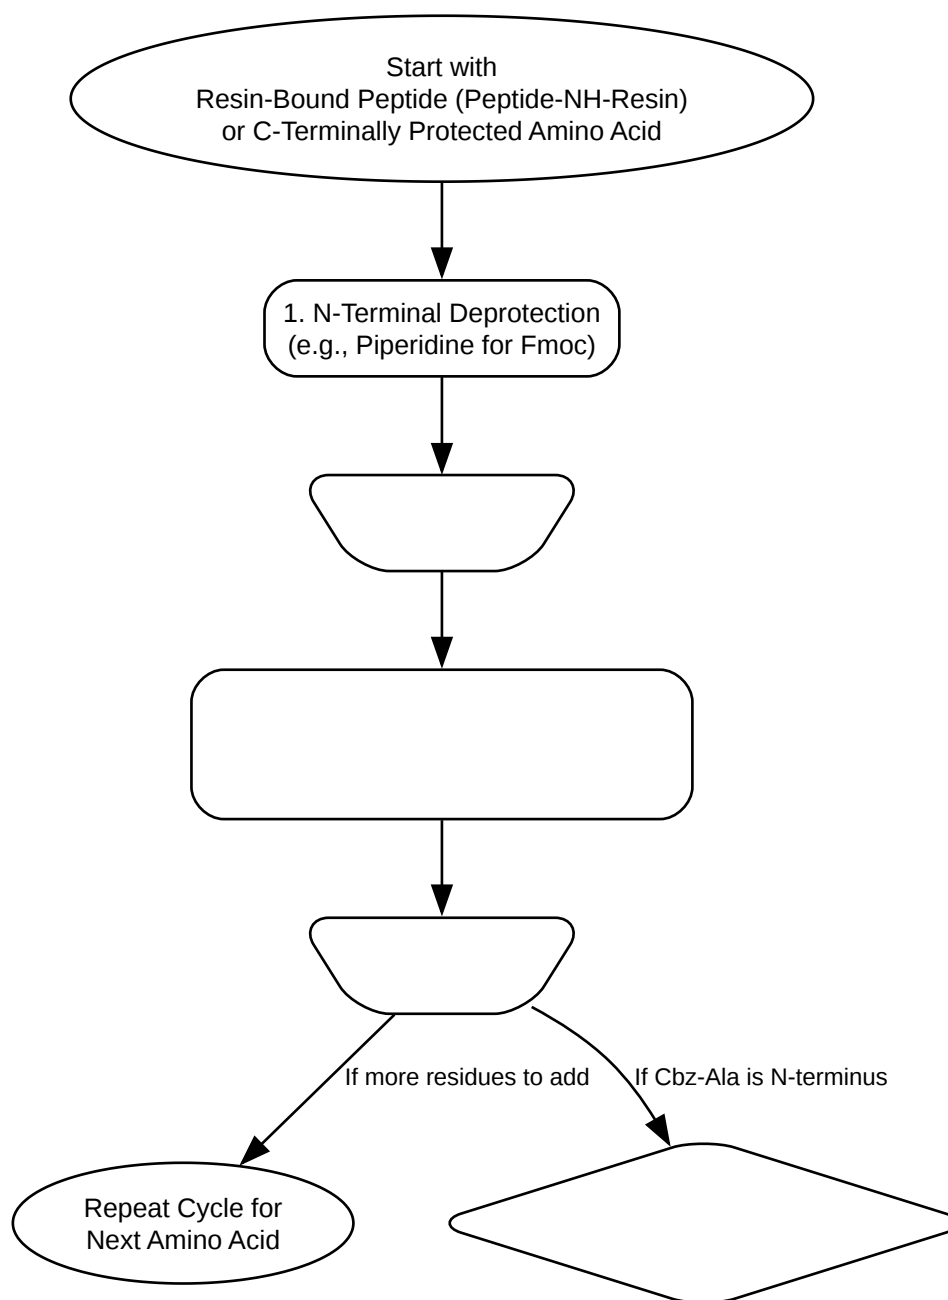 Start with
Resin-Bound Peptide (Peptide-NH-Resin)
or C-Terminally Protected Amino Acid
1. N-Terminal Deprotection
(e.g., Piperidine for Fmoc)
If more residues to add
If Cbz-Ala is N-terminus
Repeat Cycle for
Next Amino Acid